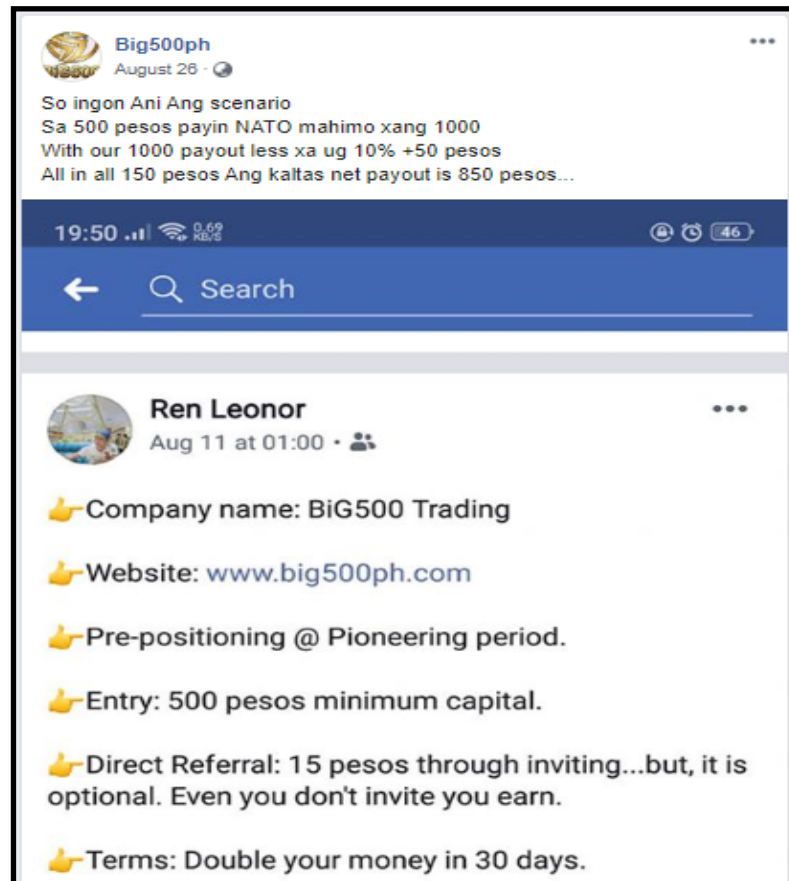 Big500ph
August 26
So ingon Ani Ang scenario
Sa 500 pesos payin NATO mahimo xang 1000
With our 1000 payout less xa ug 10% +50 pesos
All in all 150 pesos Ang kaltas net payout is 850 pesos...
19:50 0.69 KB/S 46
Search
Ren Leonor
Aug 11 at 01:00
👉Company name: BiG500 Trading
👉Website: www.big500ph.com
👉Pre-positioning @ Pioneering period.
👉Entry: 500 pesos minimum capital.
👉Direct Referral: 15 pesos through inviting...but, it is
optional. Even you don't invite you earn.
👉Terms: Double your money in 30 days.